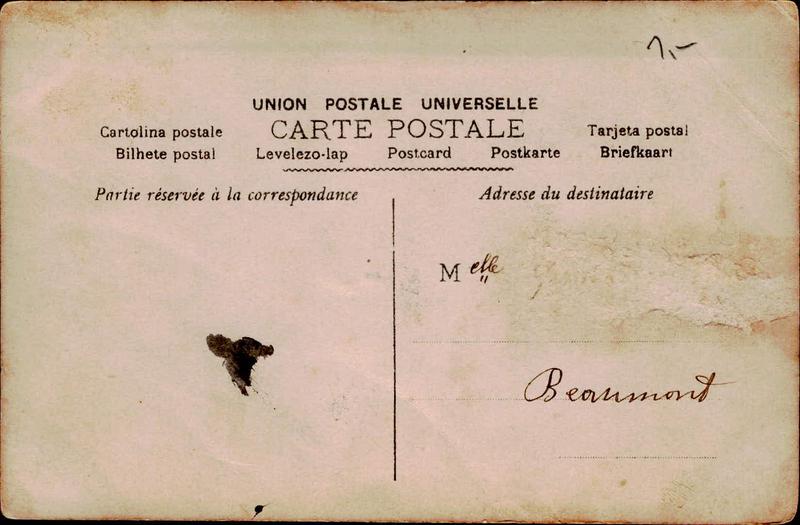 1,-
UNION POSTALE UNIVERSELLE
Cartolina postale CARTE POSTALE Tarjeta postal
Bilhete postal Levelezo-lap Postcard Postkarte Briefkaart
Partie réservée à la correspondance
Adresse du destinataire
Melle
Beaumont